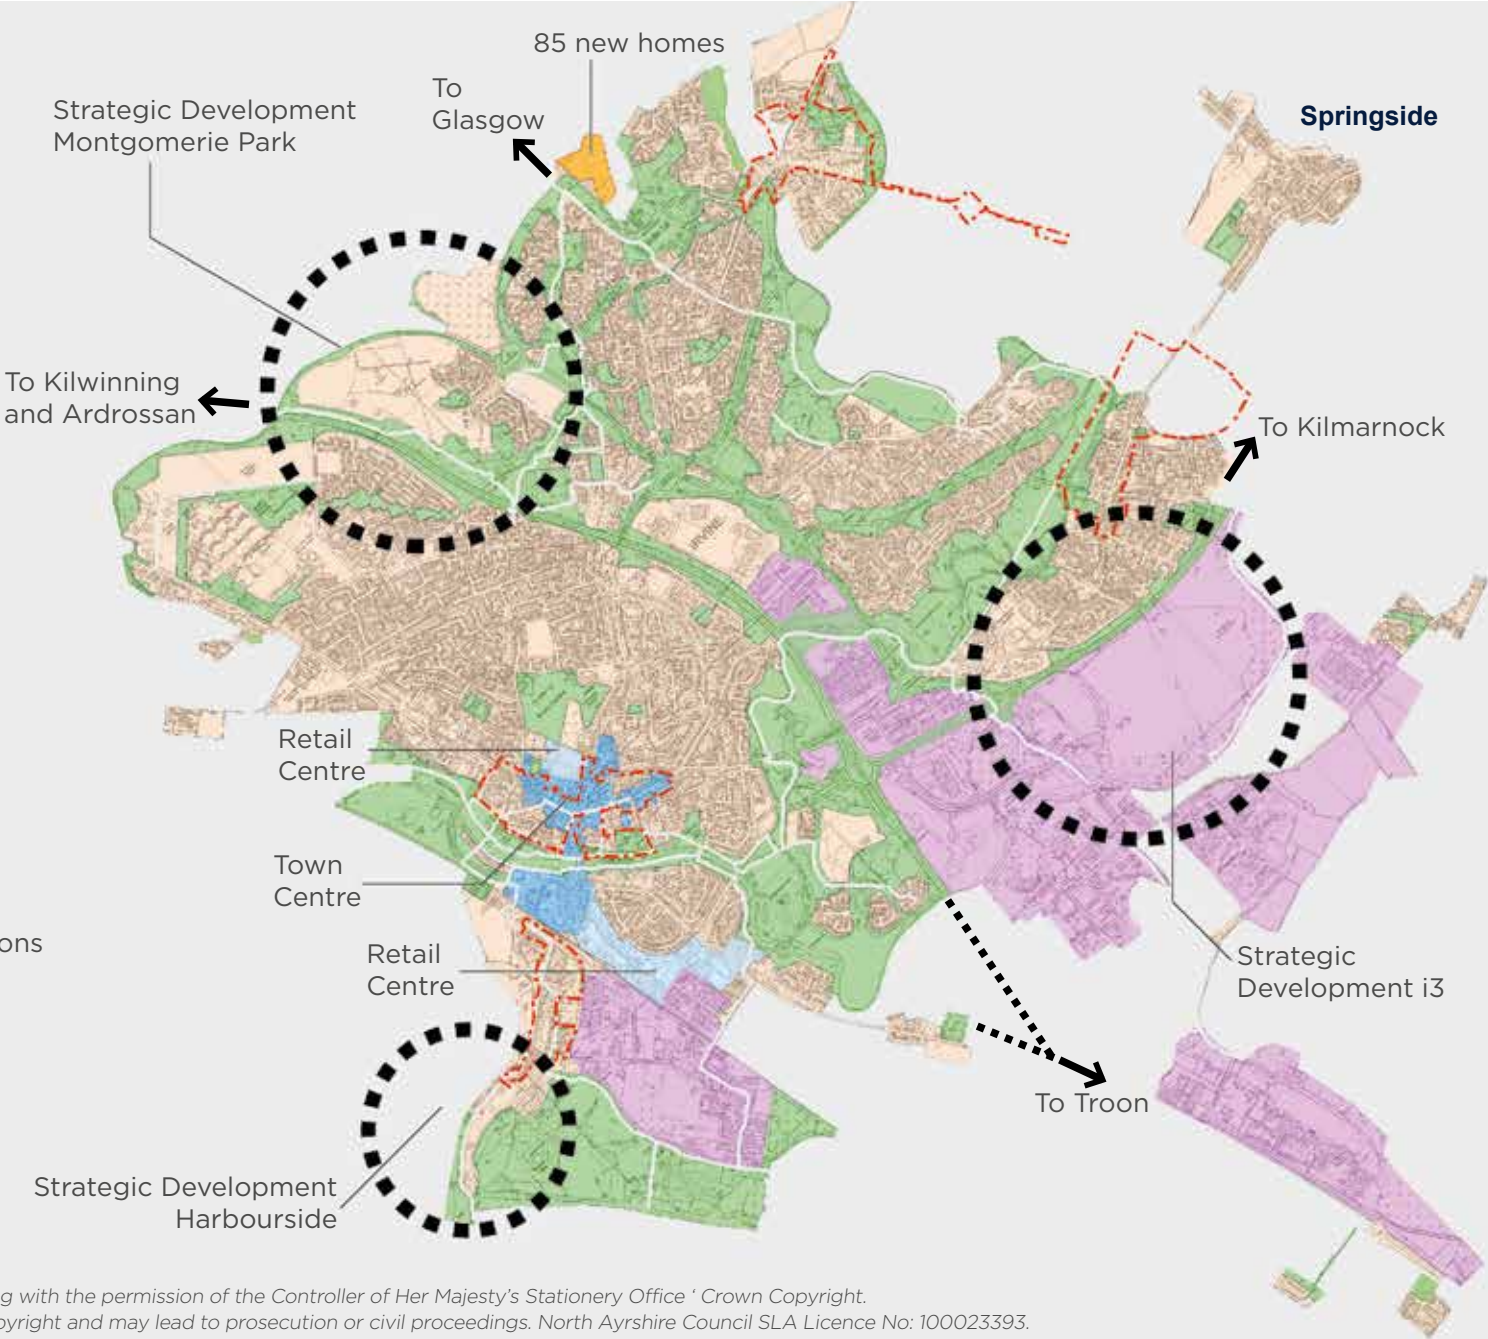 85 new homes
To
Glasgow
Strategic Development
Montgomerie Park
Springside
To Kilwinning
and Ardrossan
To Kilmarnock
IRVINE
Retail
Centre
Town
Centre
ons
Retail
Centre
Strategic
Development i3
To Troon
Strategic Development
Harbourside
g with the permission of the Controller of Her Majesty's Stationery Office ‘ Crown Copyright.
pyright and may lead to prosecution or civil proceedings. North Ayrshire Council SLA Licence No: 100023393.